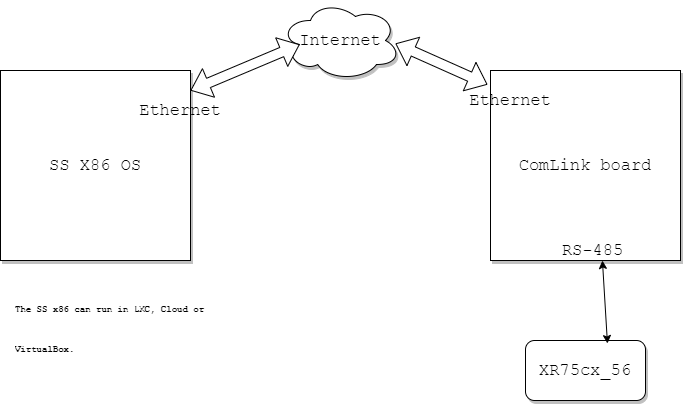 Internet
Ethernet
Ethernet
SS X86 OS
ComLink board
RS-485
The SS x86 can run in LXC, Cloud or
VirtualBox.
XR75cx_56